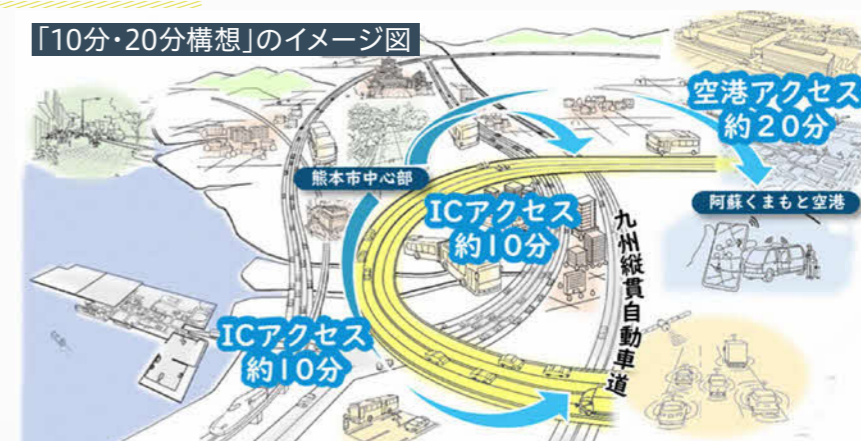 「10分・20分構想」のイメージ図
空港アクセス
約20分
熊本市中心部
阿蘇くまもと空港
ICアクセス
約10分
九州縦貫自動車道
ICアクセス
約10分